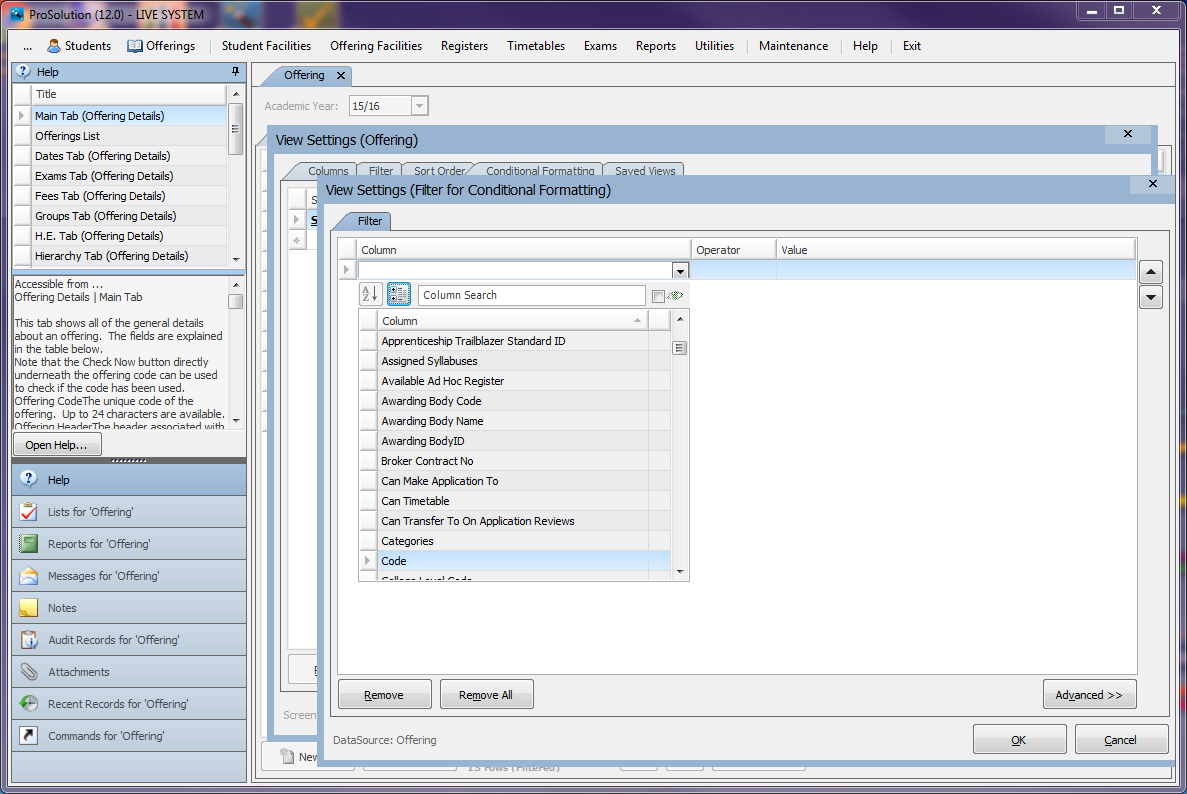 ProSolution (12.0) - LIVE SYSTEM
... Students Offerings Student Facilities Offering Facilities Registers Timetables Exams Reports Utilities Maintenance Help Exit
Help
Title
Main Tab (Offering Details)
Offerings List
Dates Tab (Offering Details)
Exams Tab (Offering Details)
Fees Tab (Offering Details)
Groups Tab (Offering Details)
H.E. Tab (Offering Details)
Hierarchy Tab (Offering Details)
Accessible from ...
Offering Details | Main Tab
This tab shows all of the general details
about an offering. The fields are explained
in the table below.
Note that the Check Now button directly
underneath the offering code can be used
to check if the code has been used.
Offering CodeThe unique code of the
offering. Up to 24 characters are available.
Offering HeaderThe header associated with
Open Help...
Help
Lists for 'Offering'
Reports for 'Offering'
Messages for 'Offering'
Notes
Audit Records for 'Offering'
Attachments
Recent Records for 'Offering'
Commands for 'Offering'
Offering
Academic Year: 15/16
View Settings (Offering)
Columns Filter Sort Order Conditional Formatting Saved Views
S
S
Screen
New
13 rows (Filtered)
View Settings (Filter for Conditional Formatting)
Filter
Column Operator Value
Column Search
Column
Apprenticeship Trailblazer Standard ID
Assigned Syllabuses
Available Ad Hoc Register
Awarding Body Code
Awarding Body Name
Awarding BodyID
Broker Contract No
Can Make Application To
Can Timetable
Can Transfer To On Application Reviews
Categories
Code
College Level Code
Remove Remove All Advanced >>
DataSource: Offering
OK Cancel